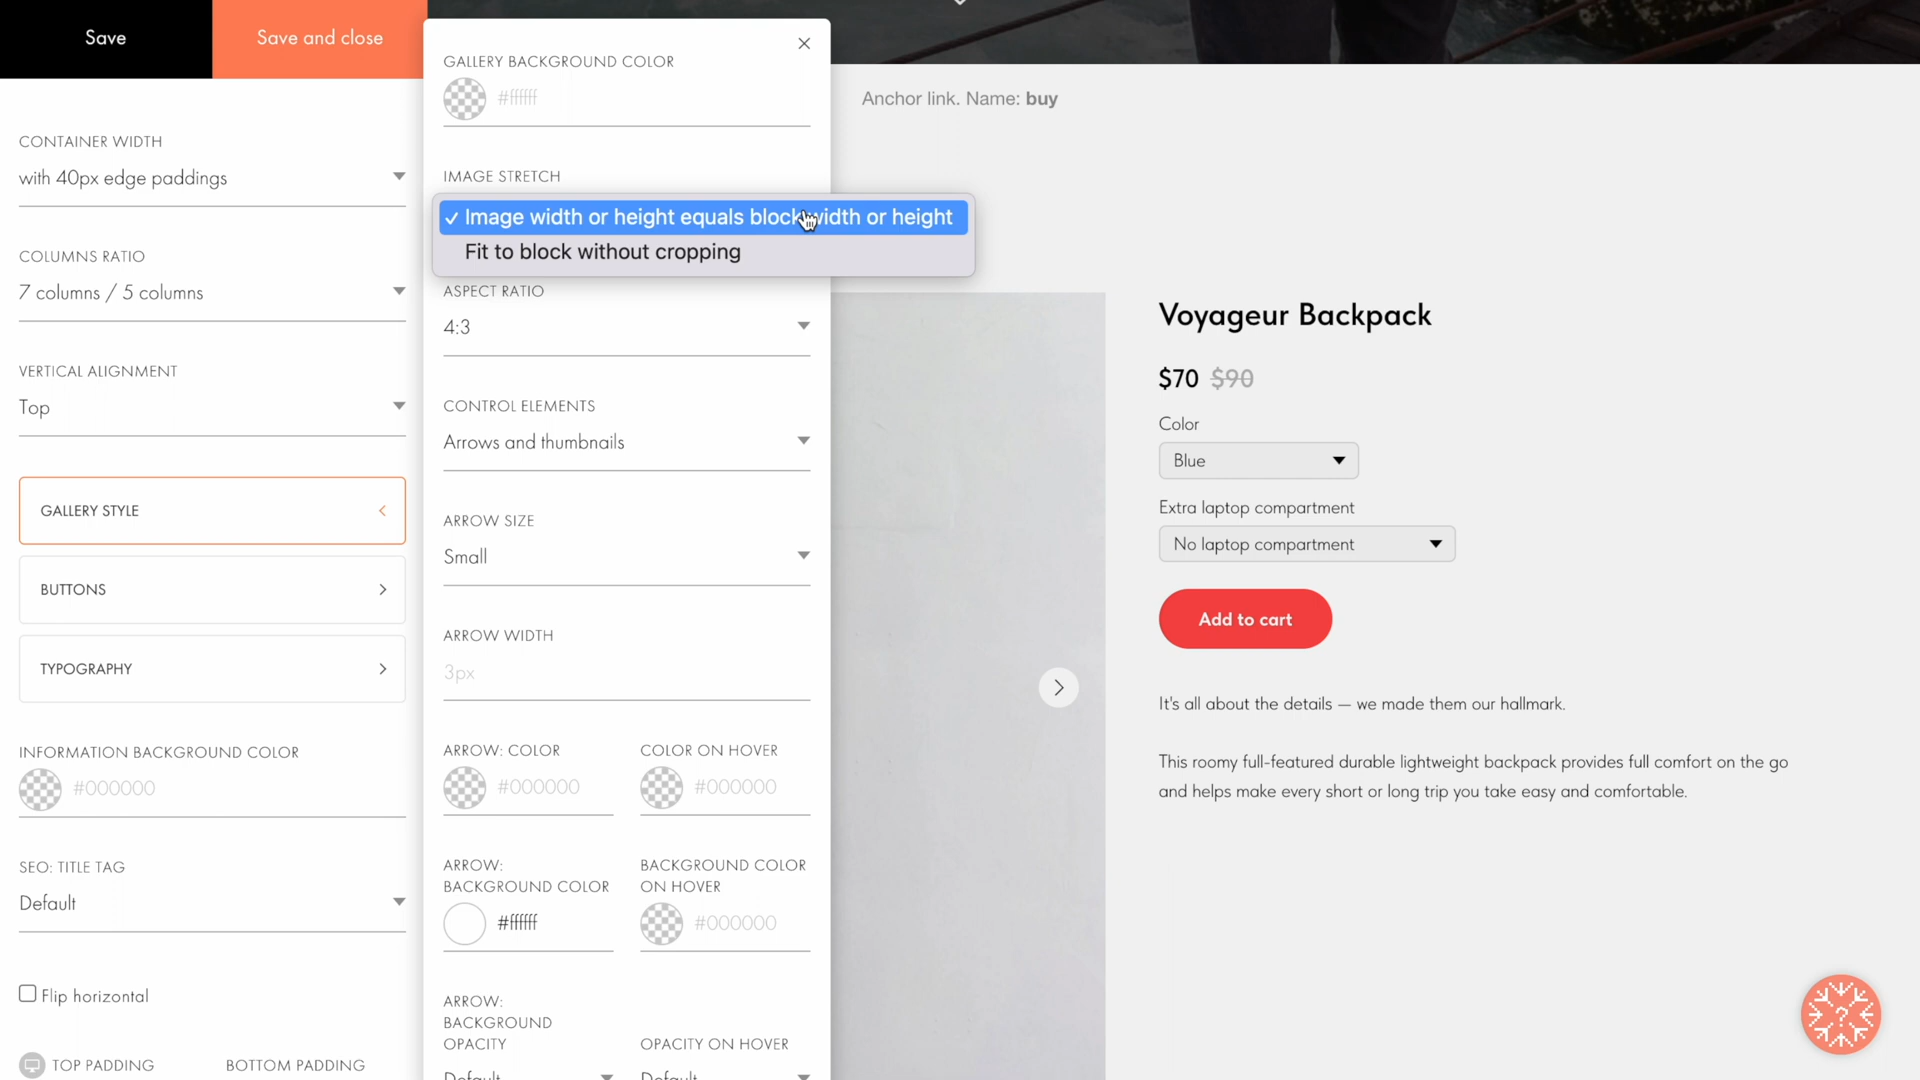 Save
Save and close
CONTAINER WIDTH
with 40px edge paddings
COLUMNS RATIO
7 columns / 5 columns
VERTICAL ALIGNMENT
Top
GALLERY STYLE
BUTTONS
TYPOGRAPHY
INFORMATION BACKGROUND COLOR
#000000
SEO: TITLE TAG
Default
Flip horizontal
TOP PADDING
BOTTOM PADDING
GALLERY BACKGROUND COLOR
#ffffff
IMAGE STRETCH
✓ Image width or height equals block width or height
Fit to block without cropping
ASPECT RATIO
4:3
CONTROL ELEMENTS
Arrows and thumbnails
ARROW SIZE
Small
ARROW WIDTH
3px
ARROW: COLOR
#000000
COLOR ON HOVER
#000000
ARROW:
BACKGROUND COLOR
#ffffff
BACKGROUND COLOR
ON HOVER
#000000
ARROW:
BACKGROUND
OPACITY
Default
OPACITY ON HOVER
Default
Anchor link. Name: buy
Voyageur Backpack
$70 $90
Color
Blue
Extra laptop compartment
No laptop compartment
Add to cart
It's all about the details — we made them our hallmark.
This roomy full-featured durable lightweight backpack provides full comfort on the go
and helps make every short or long trip you take easy and comfortable.
?